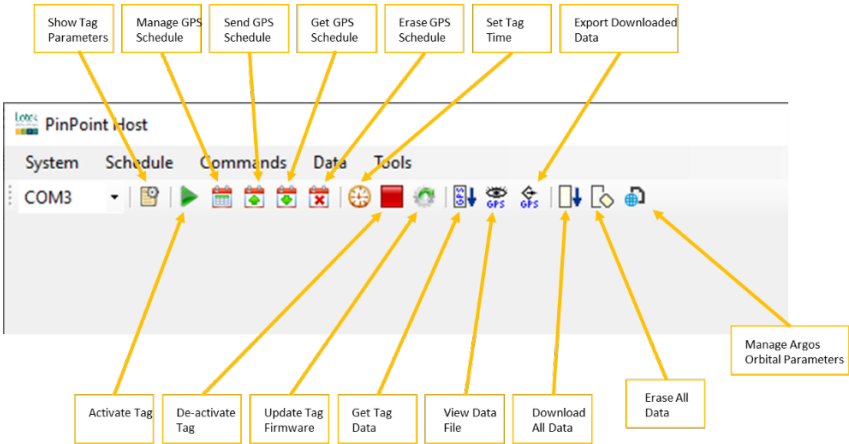 Show Tag
Parameters
Manage GPS
Schedule
Send GPS
Schedule
Get GPS
Schedule
Erase GPS
Schedule
Set Tag
Time
Export Downloaded
Data
Lotek
PinPoint Host
System Schedule Commands Data Tools
COM3
GPS GPS GPS
Manage Argos
Orbital Parameters
Activate Tag
De-activate
Tag
Update Tag
Firmware
Get Tag
Data
View Data
File
Download
All Data
Erase All
Data